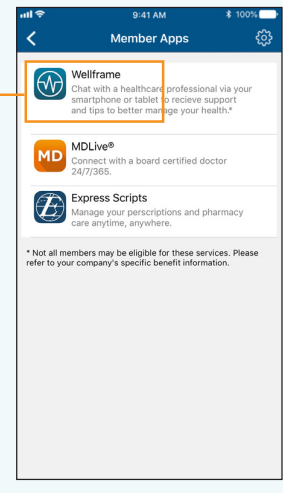 9:41 AM
100%
Member Apps
Wellframe
Chat with a healthcare professional via your
smartphone or tablet to recieve support
and tips to better manage your health.*
MD
MDLive®
Connect with a board certified doctor
24/7/365.
Express Scripts
Manage your perscriptions and pharmacy
care anytime, anywhere.
* Not all members may be eligible for these services. Please
refer to your company's specific benefit information.